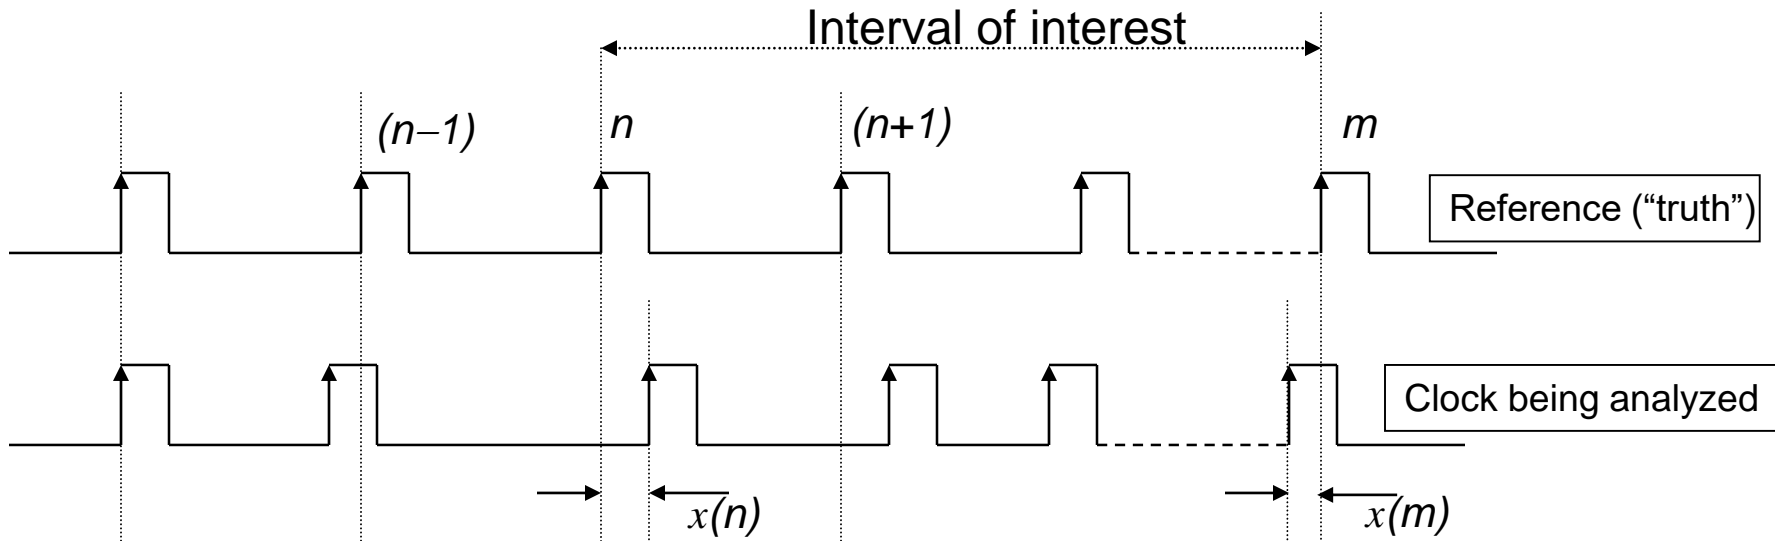 Interval of interest
(n−1)
n
(n+1)
m
Reference (“truth”)
Clock being analyzed
x(n)
x(m)